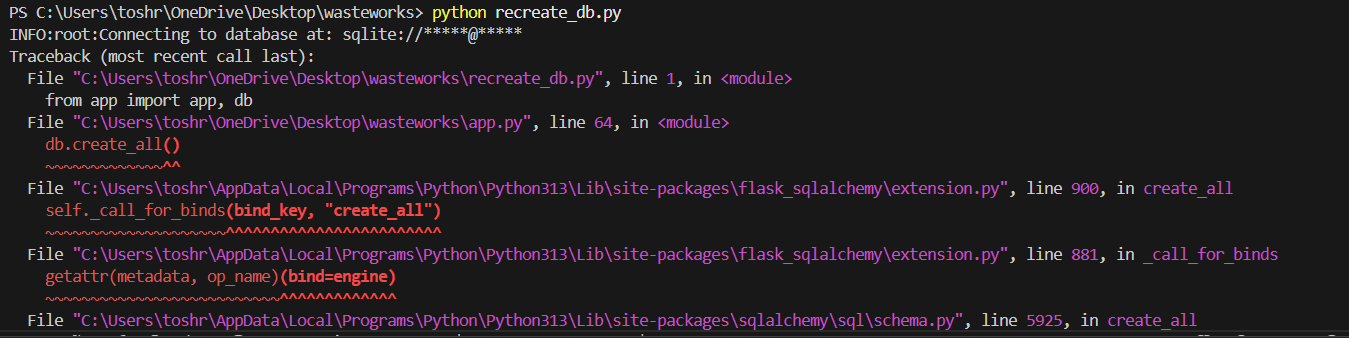 PS C:\Users\toshr\OneDrive\Desktop\wasteworks> python recreate_db.py
INFO:root:Connecting to database at: sqlite://*****@*****
Traceback (most recent call last):
  File "C:\Users\toshr\OneDrive\Desktop\wasteworks\recreate_db.py", line 1, in <module>
    from app import app, db
  File "C:\Users\toshr\OneDrive\Desktop\wasteworks\app.py", line 64, in <module>
    db.create_all()
    ~~~~~~~~~~~~~^^
  File "C:\Users\toshr\AppData\Local\Programs\Python\Python313\Lib\site-packages\flask_sqlalchemy\extension.py", line 900, in create_all
    self._call_for_binds(bind_key, "create_all")
    ~~~~~~~~~~~~~~~~~~~~^^^^^^^^^^^^^^^^^^^^^^^^
  File "C:\Users\toshr\AppData\Local\Programs\Python\Python313\Lib\site-packages\flask_sqlalchemy\extension.py", line 881, in _call_for_binds
    getattr(metadata, op_name)(bind=engine)
    ~~~~~~~~~~~~~~~~~~~~~~~~~~^^^^^^^^^^^^^
  File "C:\Users\toshr\AppData\Local\Programs\Python\Python313\Lib\site-packages\sqlalchemy\sql\schema.py", line 5925, in create_all